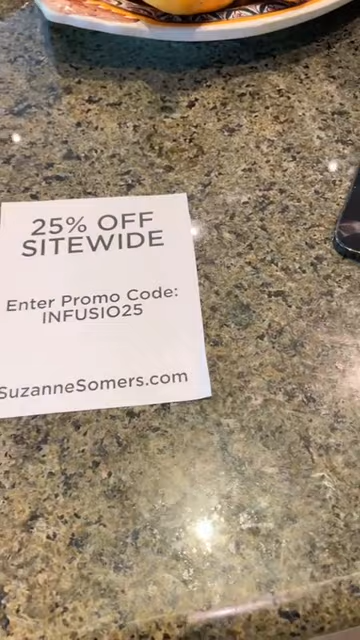 25% OFF
SITEWIDE
Enter Promo Code:
INFUSIO25
SuzanneSomers.com